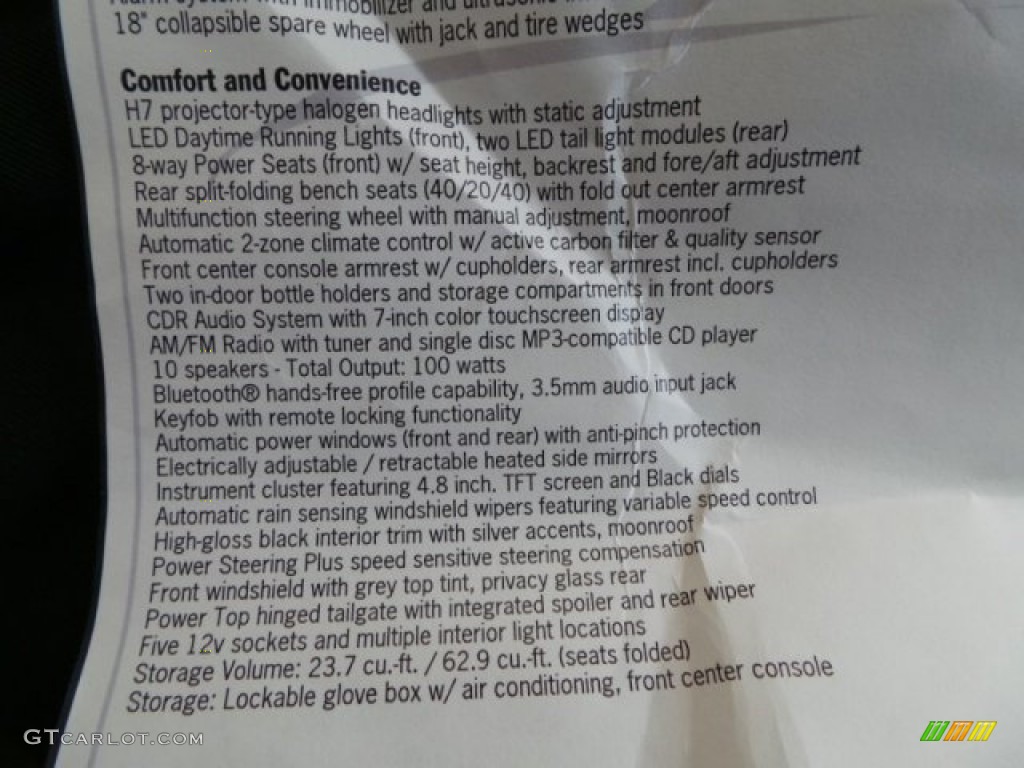 Alarm system with immobilizer and ultrasonic
18" collapsible spare wheel with jack and tire wedges
Comfort and Convenience
H7 projector-type halogen headlights with static adjustment
LED Daytime Running Lights (front), two LED tail light modules (rear)
8-way Power Seats (front) w/ seat height, backrest and fore/aft adjustment
Rear split-folding bench seats (40/20/40) with fold out center armrest
Multifunction steering wheel with manual adjustment, moonroof
Automatic 2-zone climate control w/ active carbon filter & quality sensor
Front center console armrest w/ cupholders, rear armrest incl. cupholders
Two in-door bottle holders and storage compartments in front doors
CDR Audio System with 7-inch color touchscreen display
AM/FM Radio with tuner and single disc MP3-compatible CD player
10 speakers - Total Output: 100 watts
Bluetooth® hands-free profile capability, 3.5mm audio input jack
Keyfob with remote locking functionality
Automatic power windows (front and rear) with anti-pinch protection
Electrically adjustable / retractable heated side mirrors
Instrument cluster featuring 4.8 inch. TFT screen and Black dials
Automatic rain sensing windshield wipers featuring variable speed control
High-gloss black interior trim with silver accents, moonroof
Power Steering Plus speed sensitive steering compensation
Front windshield with grey top tint, privacy glass rear
Power Top hinged tailgate with integrated spoiler and rear wiper
Five 12v sockets and multiple interior light locations
Storage Volume: 23.7 cu.-ft. / 62.9 cu.-ft. (seats folded)
Storage: Lockable glove box w/ air conditioning, front center console
GTCARLOT.COM